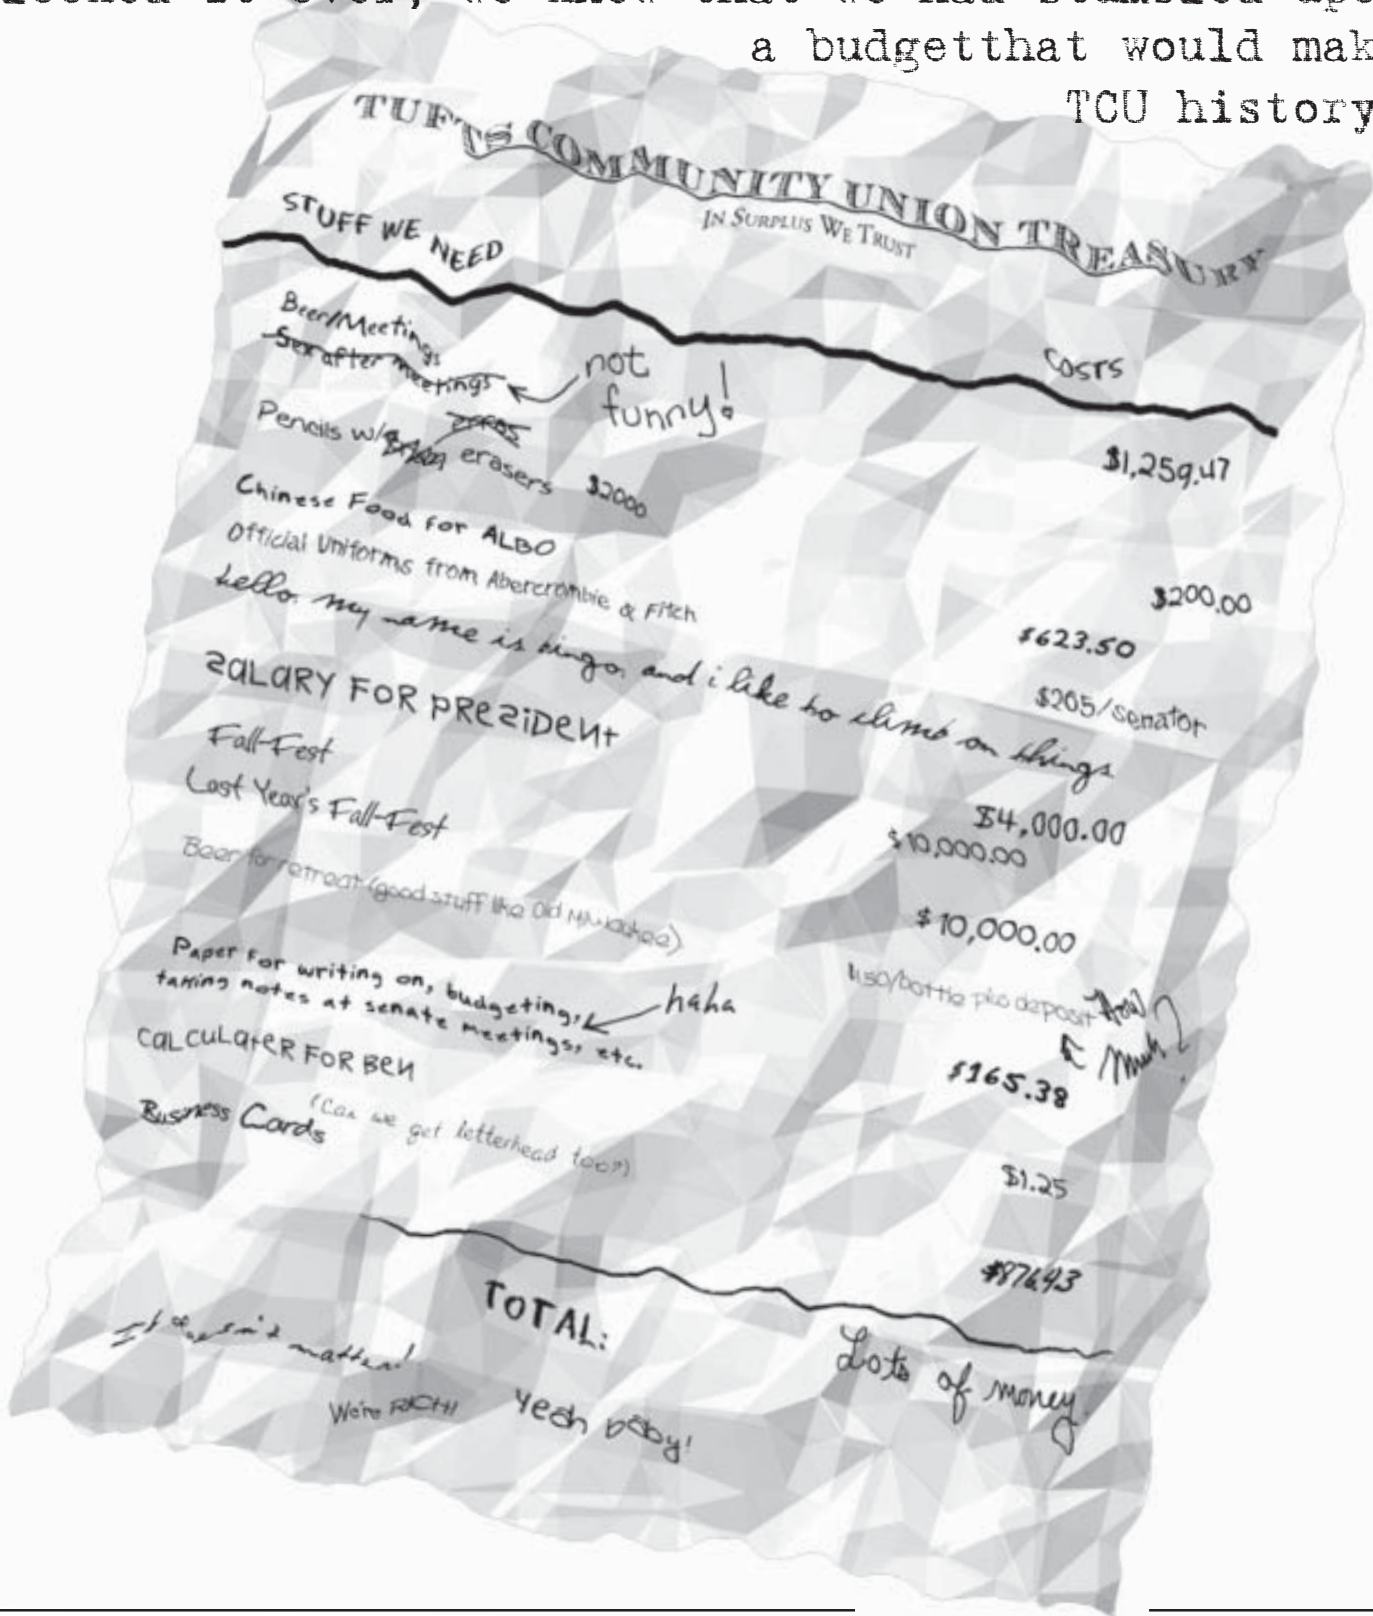 a budgetthat would mak
TCU history
TUFTS COMMUNITY UNION TREASURY
IN SURPLUS WE TRUST
STUFF WE NEED
COSTS
Beer/Meetings
$1,259.47
Sex after meetings
not funny!
Pencils w/ erasers $2000
$200.00
Chinese Food for ALBO
$623.50
Official Uniforms from Abercrombie & Fitch
$205/senator
hello. my name is bingo. and i like to climb on things
SALARY FOR PRESIDENT
$4,000.00
Fall-Fest
$10,000.00
Last Year's Fall-Fest
$10,000.00
Beer for retreat (good stuff like Old Milwaukee)
/bottle plus deposit
How Much?
Paper for writing on, budgeting,
taking notes at senate meetings, etc.
haha
$165.38
CALCULATER FOR BEN
$1.25
Business Cards (Can we get letterhead too?)
TOTAL:
Lots of money
It doesn't matter!
We're RICH!
Yeah baby!